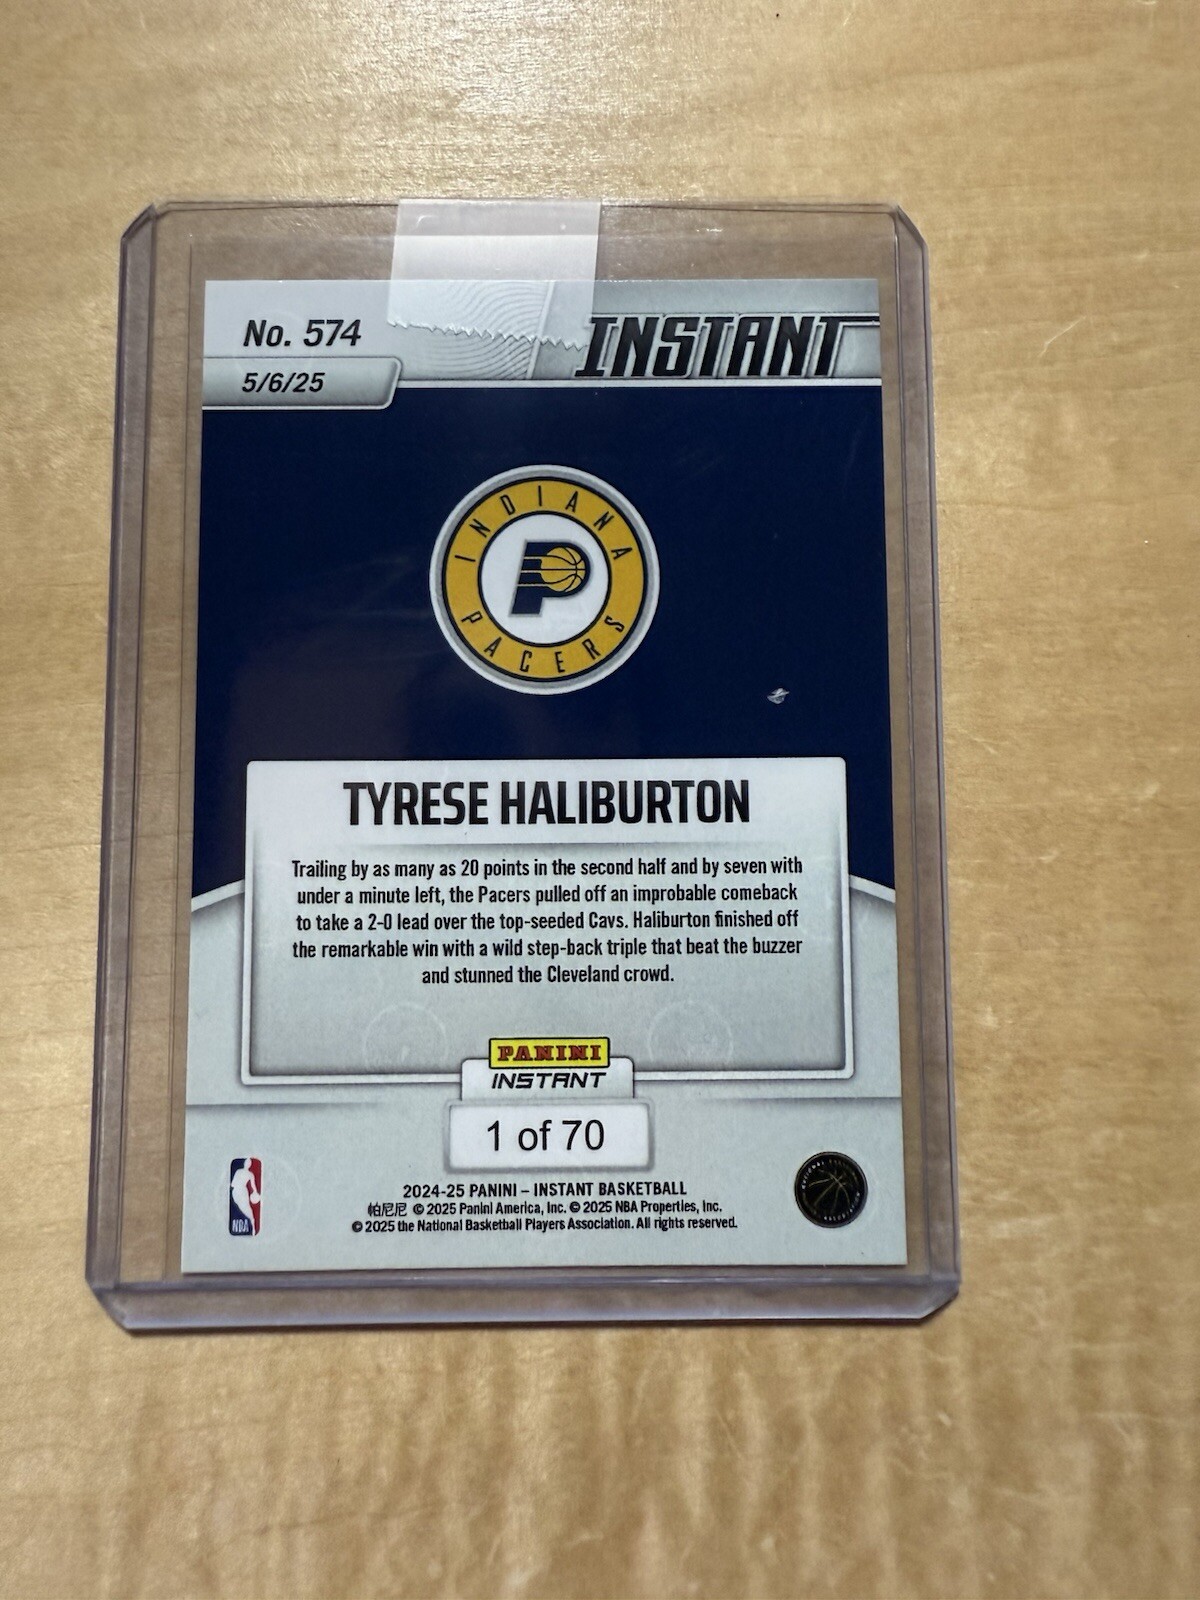 No. 574
INSTANT
5/6/25
INDIANA
PACERS
TYRESE HALIBURTON
Trailing by as many as 20 points in the second half and by seven with
under a minute left, the Pacers pulled off an improbable comeback
to take a 2-0 lead over the top-seeded Cavs. Haliburton finished off
the remarkable win with a wild step-back triple that beat the buzzer
and stunned the Cleveland crowd.
PANINI
INSTANT
1 of 70
2024-25 PANINI – INSTANT BASKETBALL
帕尼尼 © 2025 Panini America, Inc. © 2025 NBA Properties, Inc.
© 2025 the National Basketball Players Association. All rights reserved.
NBA